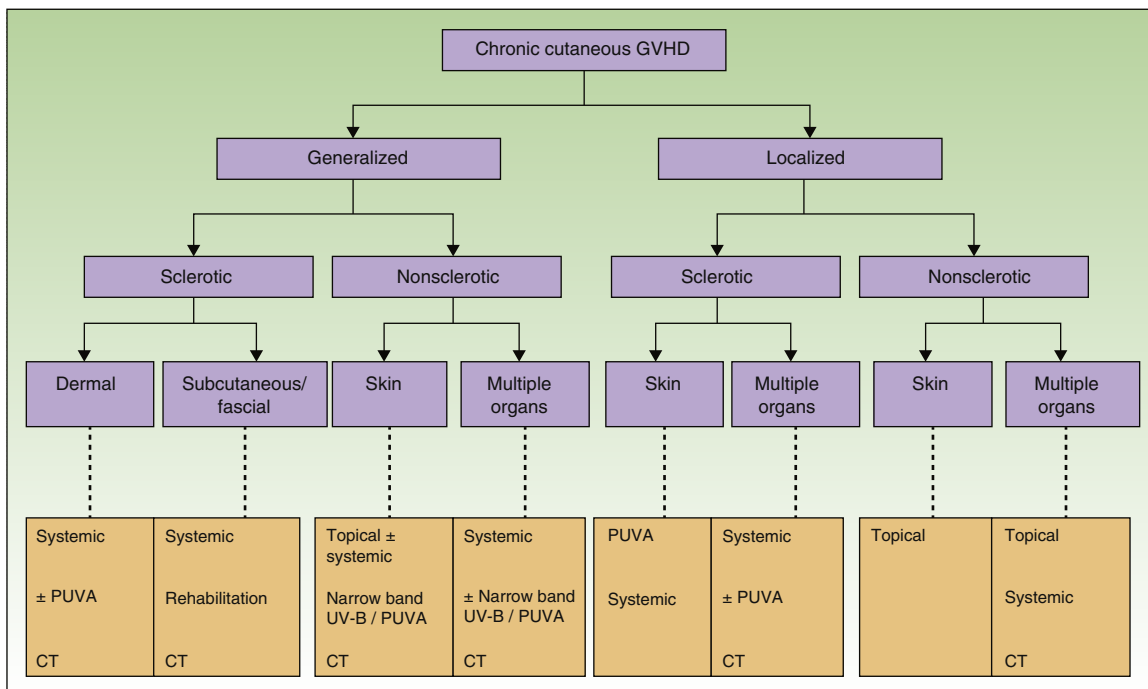 Chronic cutaneous GVHD
Generalized
Localized
Sclerotic
Nonsclerotic
Sclerotic
Nonsclerotic
Dermal
Subcutaneous/
fascial
Skin
Multiple
organs
Skin
Multiple
organs
Skin
Multiple
organs
Systemic
± PUVA
CT
Systemic
Rehabilitation
CT
Topical ±
systemic
Narrow band
UV-B / PUVA
CT
Systemic
± Narrow band
UV-B / PUVA
CT
PUVA
Systemic
Systemic
± PUVA
CT
Topical
Topical
Systemic
CT